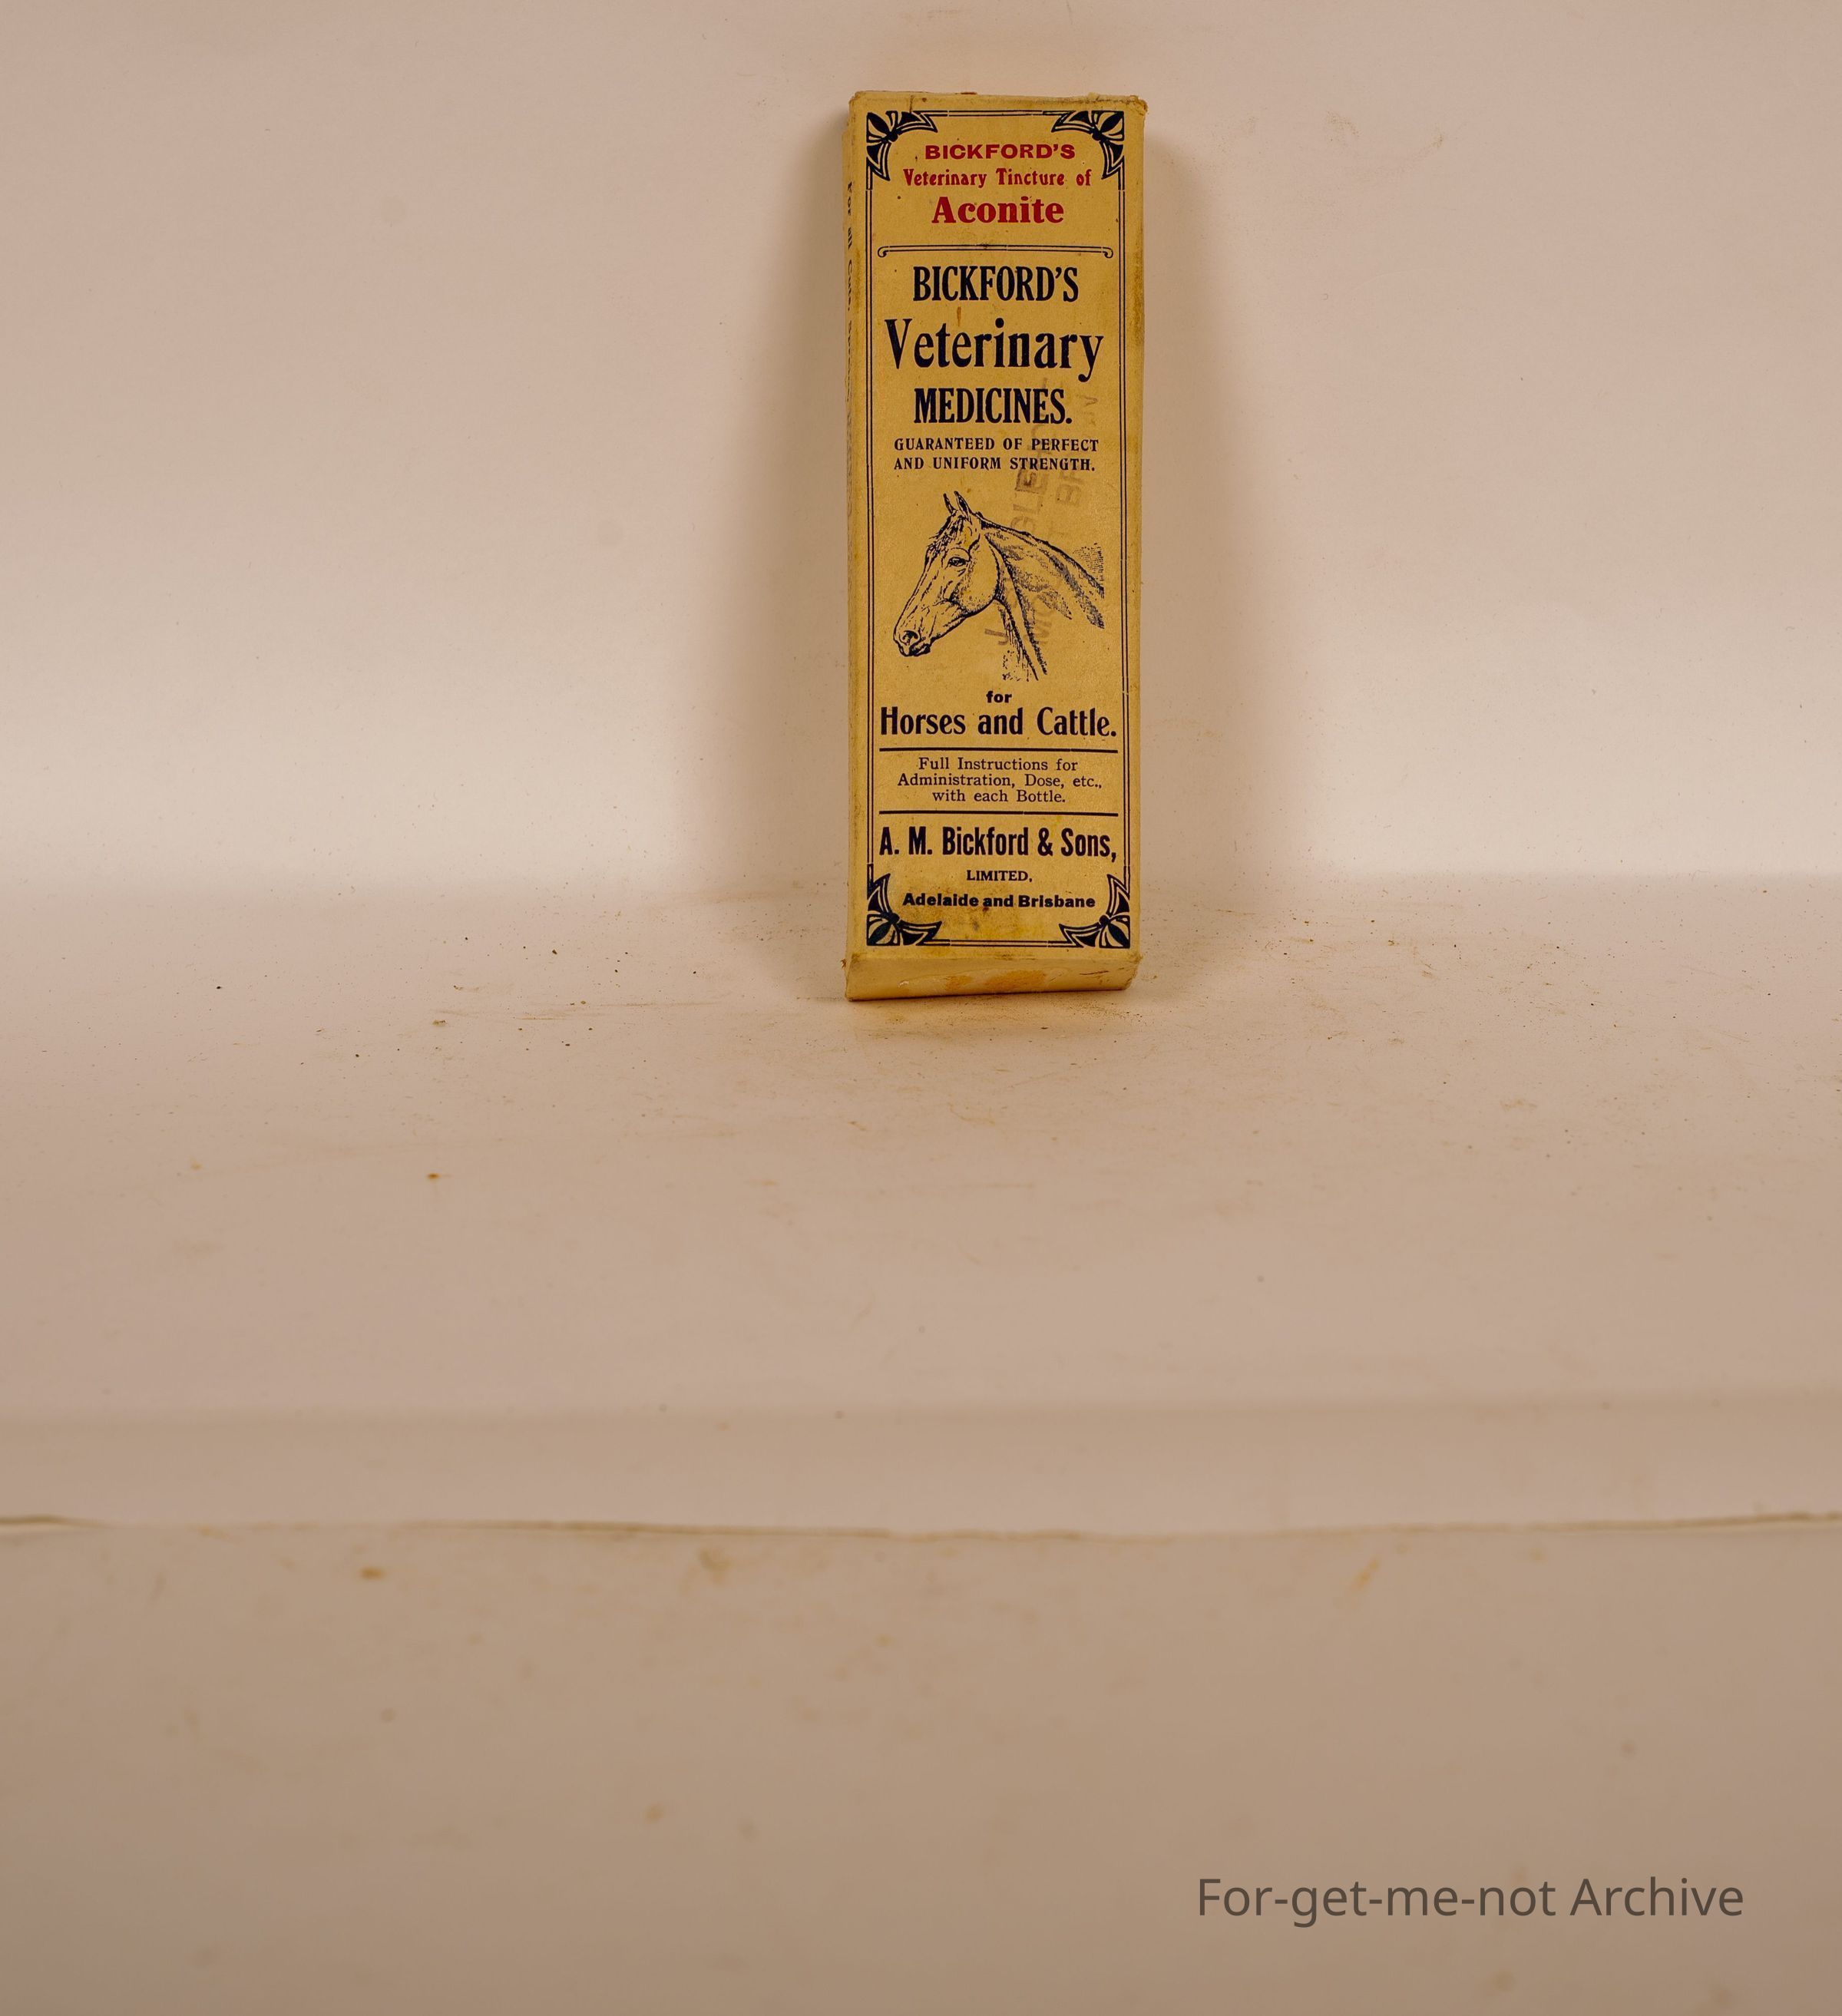 BICKFORD'S
Veterinary Tincture of
Aconite
BICKFORD'S
Veterinary
MEDICINES.
GUARANTEED OF PERFECT
AND UNIFORM STRENGTH.
for
Horses and Cattle.
Full Instructions for
Administration, Dose, etc.,
with each Bottle.
A. M. Bickford & Sons,
LIMITED,
Adelaide and Brisbane
For-get-me-not Archive